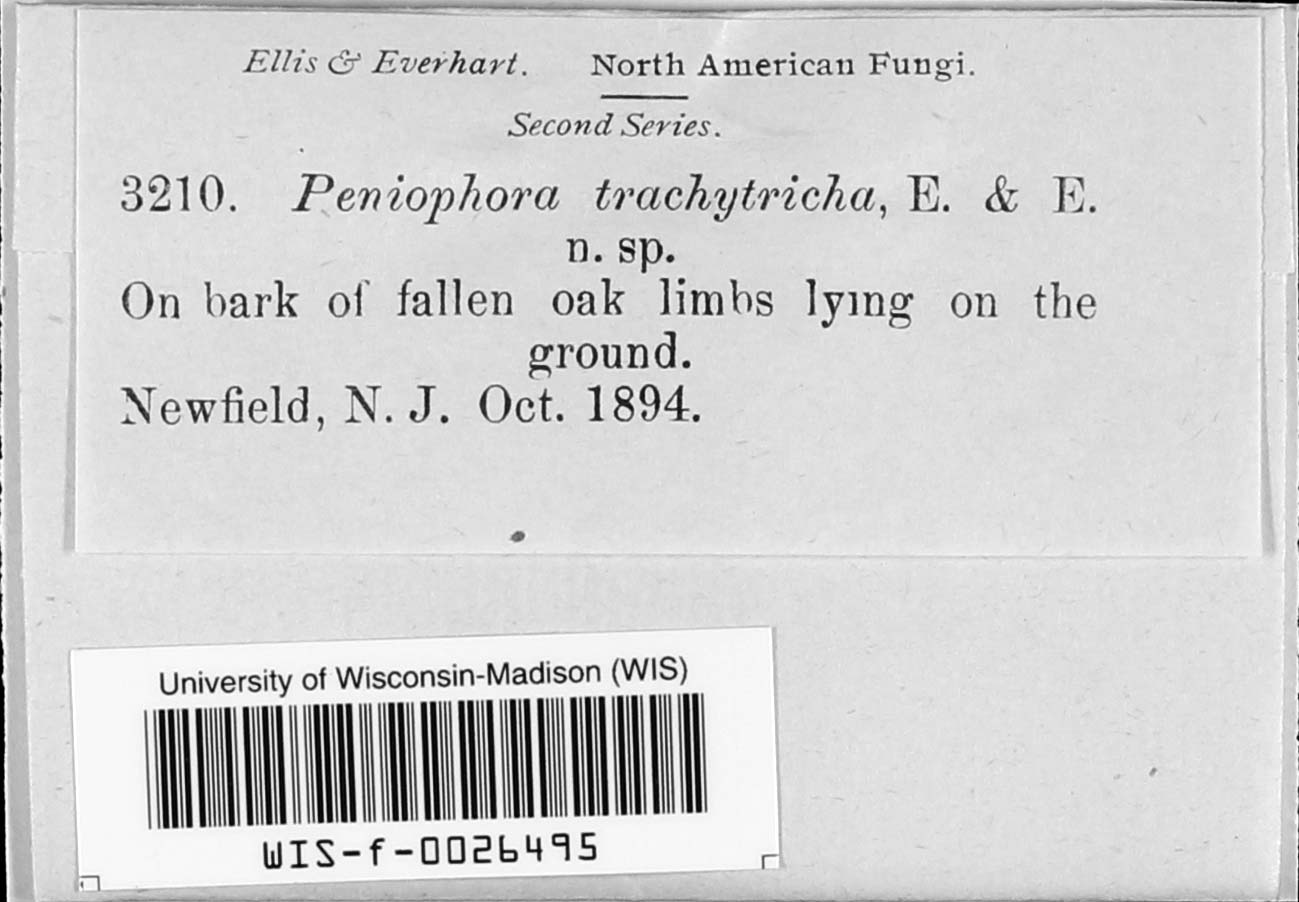 Ellis & Everhart. North American Fungi.
Second Series.
3210. Peniophora trachytricha, E. & E.
n. sp.
On bark of fallen oak limbs lying on the
ground.
Newfield, N. J. Oct. 1894.
University of Wisconsin-Madison (WIS)
WIS-f-0026495